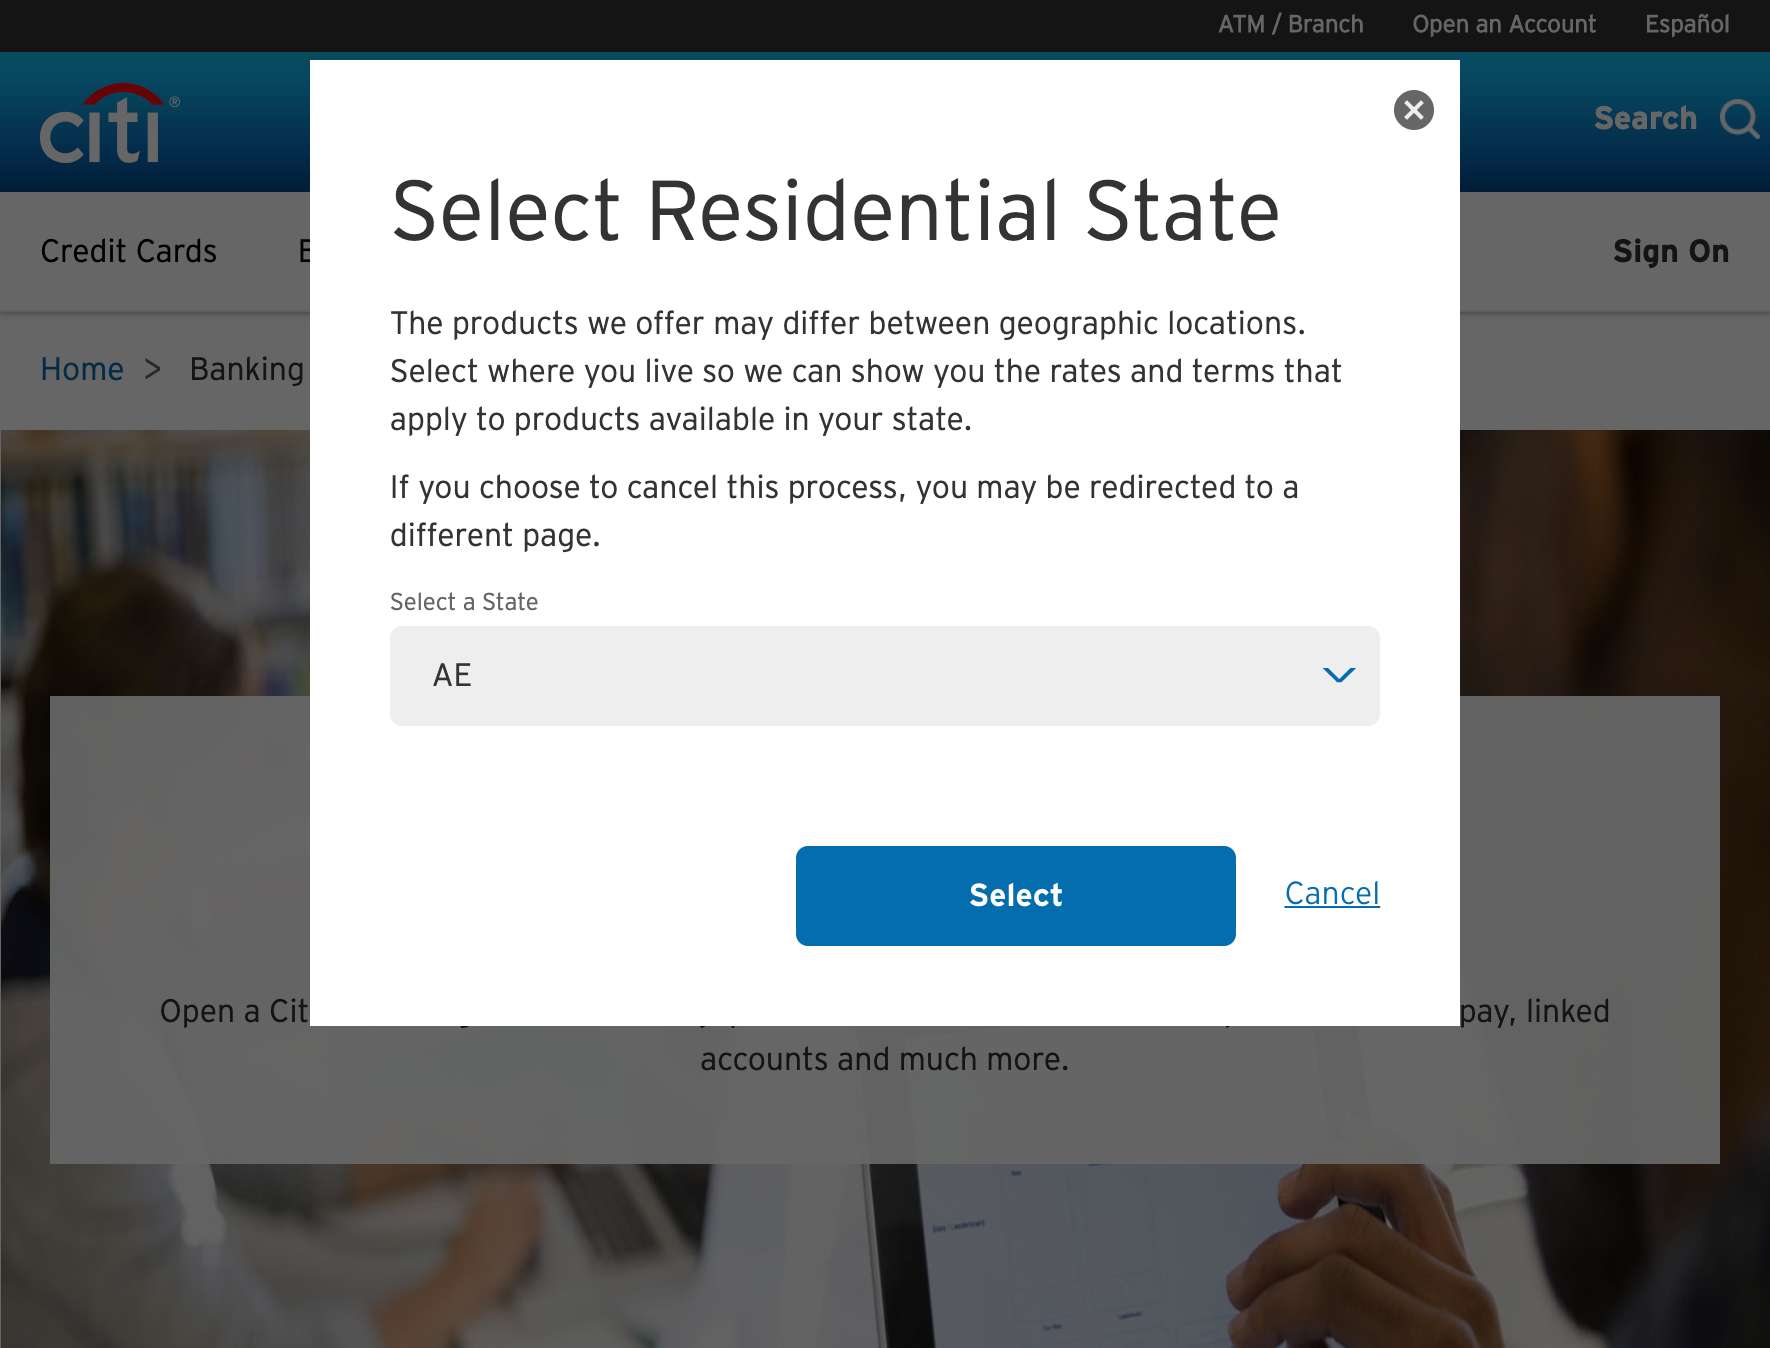 ATM / Branch Open an Account Español
citi®
Search
Credit Cards
Sign On
Home > Banking
Select Residential State
The products we offer may differ between geographic locations.
Select where you live so we can show you the rates and terms that
apply to products available in your state.
If you choose to cancel this process, you may be redirected to a
different page.
Select a State
AE
Select Cancel
Open a
pay, linked
accounts and much more.